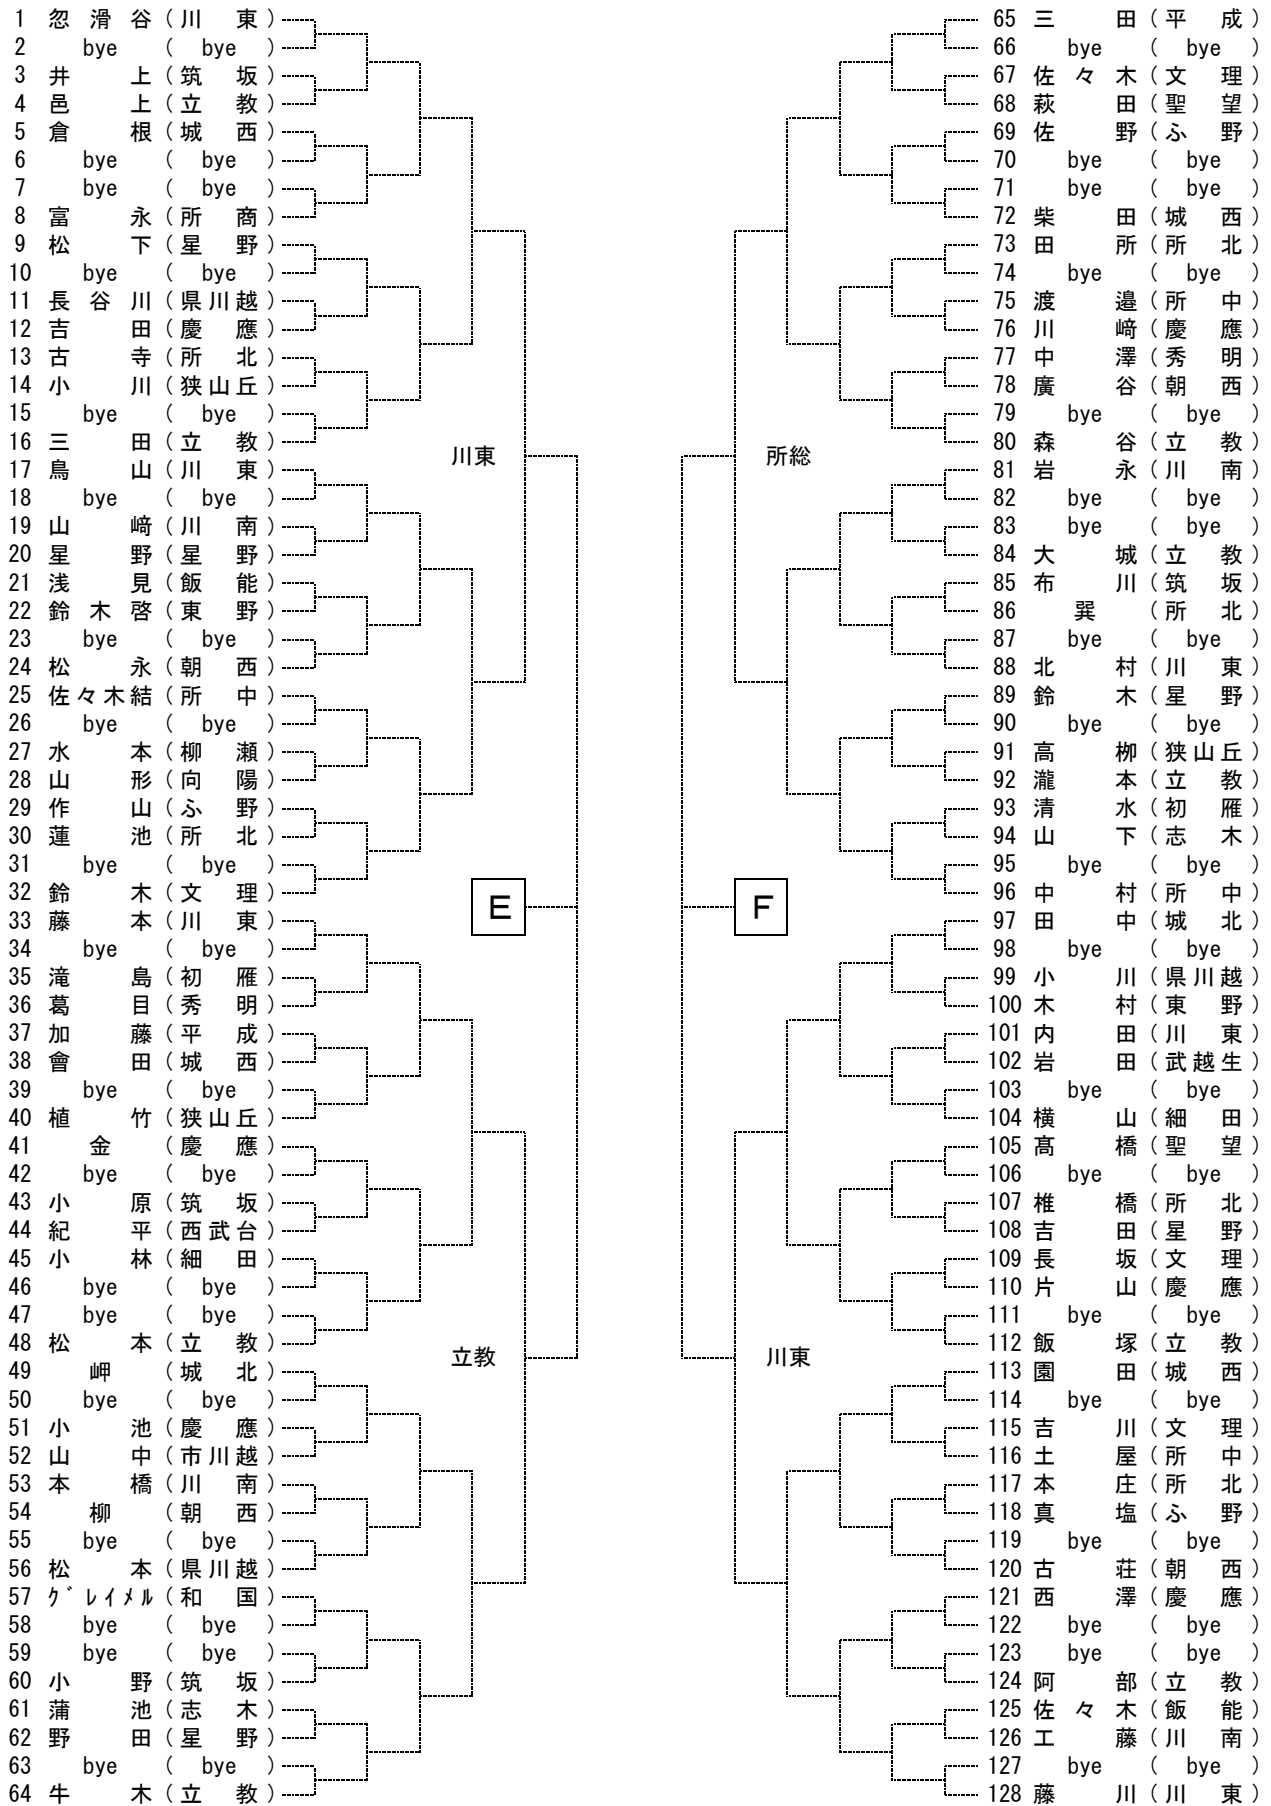 1 忽滑谷(川東)
2 bye (bye)
3 井上(筑坂)
4 邑上(立教)
5 倉根(城西)
6 bye (bye)
7 bye (bye)
8 富永(所商)
9 松下(星野)
10 bye (bye)
11 長谷川(県川越)
12 吉田(慶應)
13 古寺(所北)
14 小川(狭山丘)
15 bye (bye)
16 三田(立教)
17 鳥山(川東)
18 bye (bye)
19 山﨑(川南)
20 星野(星野)
21 浅見(飯能)
22 鈴木啓(東野)
23 bye (bye)
24 松永(朝西)
25 佐々木結(所中)
26 bye (bye)
27 水本(柳瀬)
28 山形(向陽)
29 作山(ふ野)
30 蓮池(所北)
31 bye (bye)
32 鈴木(文理)
33 藤本(川東)
34 bye (bye)
35 滝島(初雁)
36 葛目(秀明)
37 加藤(平成)
38 會田(城西)
39 bye (bye)
40 植竹(狭山丘)
41 金(慶應)
42 bye (bye)
43 小原(筑坂)
44 紀平(西武台)
45 小林(細田)
46 bye (bye)
47 bye (bye)
48 松本(立教)
49 岬(城北)
50 bye (bye)
51 小池(慶應)
52 山中(市川越)
53 本橋(川南)
54 柳(朝西)
55 bye (bye)
56 松本(県川越)
57 グレイメル(和国)
58 bye (bye)
59 bye (bye)
60 小野(筑坂)
61 蒲池(志木)
62 野田(星野)
63 bye (bye)
64 牛木(立教)
川東
E
立教
所総
F
川東
65 三田(平成)
66 bye (bye)
67 佐々木(文理)
68 萩田(聖望)
69 佐野(ふ野)
70 bye (bye)
71 bye (bye)
72 柴田(城西)
73 田所(所北)
74 bye (bye)
75 渡邉(所中)
76 川﨑(慶應)
77 中澤(秀明)
78 廣谷(朝西)
79 bye (bye)
80 森谷(立教)
81 岩永(川南)
82 bye (bye)
83 bye (bye)
84 大城(立教)
85 布川(筑坂)
86 巽(所北)
87 bye (bye)
88 北村(川東)
89 鈴木(星野)
90 bye (bye)
91 高栁(狭山丘)
92 瀧本(立教)
93 清水(初雁)
94 山下(志木)
95 bye (bye)
96 中村(所中)
97 田中(城北)
98 bye (bye)
99 小川(県川越)
100 木村(東野)
101 内田(川東)
102 岩田(武越生)
103 bye (bye)
104 横山(細田)
105 髙橋(聖望)
106 bye (bye)
107 椎橋(所北)
108 吉田(星野)
109 長坂(文理)
110 片山(慶應)
111 bye (bye)
112 飯塚(立教)
113 園田(城西)
114 bye (bye)
115 吉川(文理)
116 土屋(所中)
117 本庄(所北)
118 真塩(ふ野)
119 bye (bye)
120 古荘(朝西)
121 西澤(慶應)
122 bye (bye)
123 bye (bye)
124 阿部(立教)
125 佐々木(飯能)
126 工藤(川南)
127 bye (bye)
128 藤川(川東)